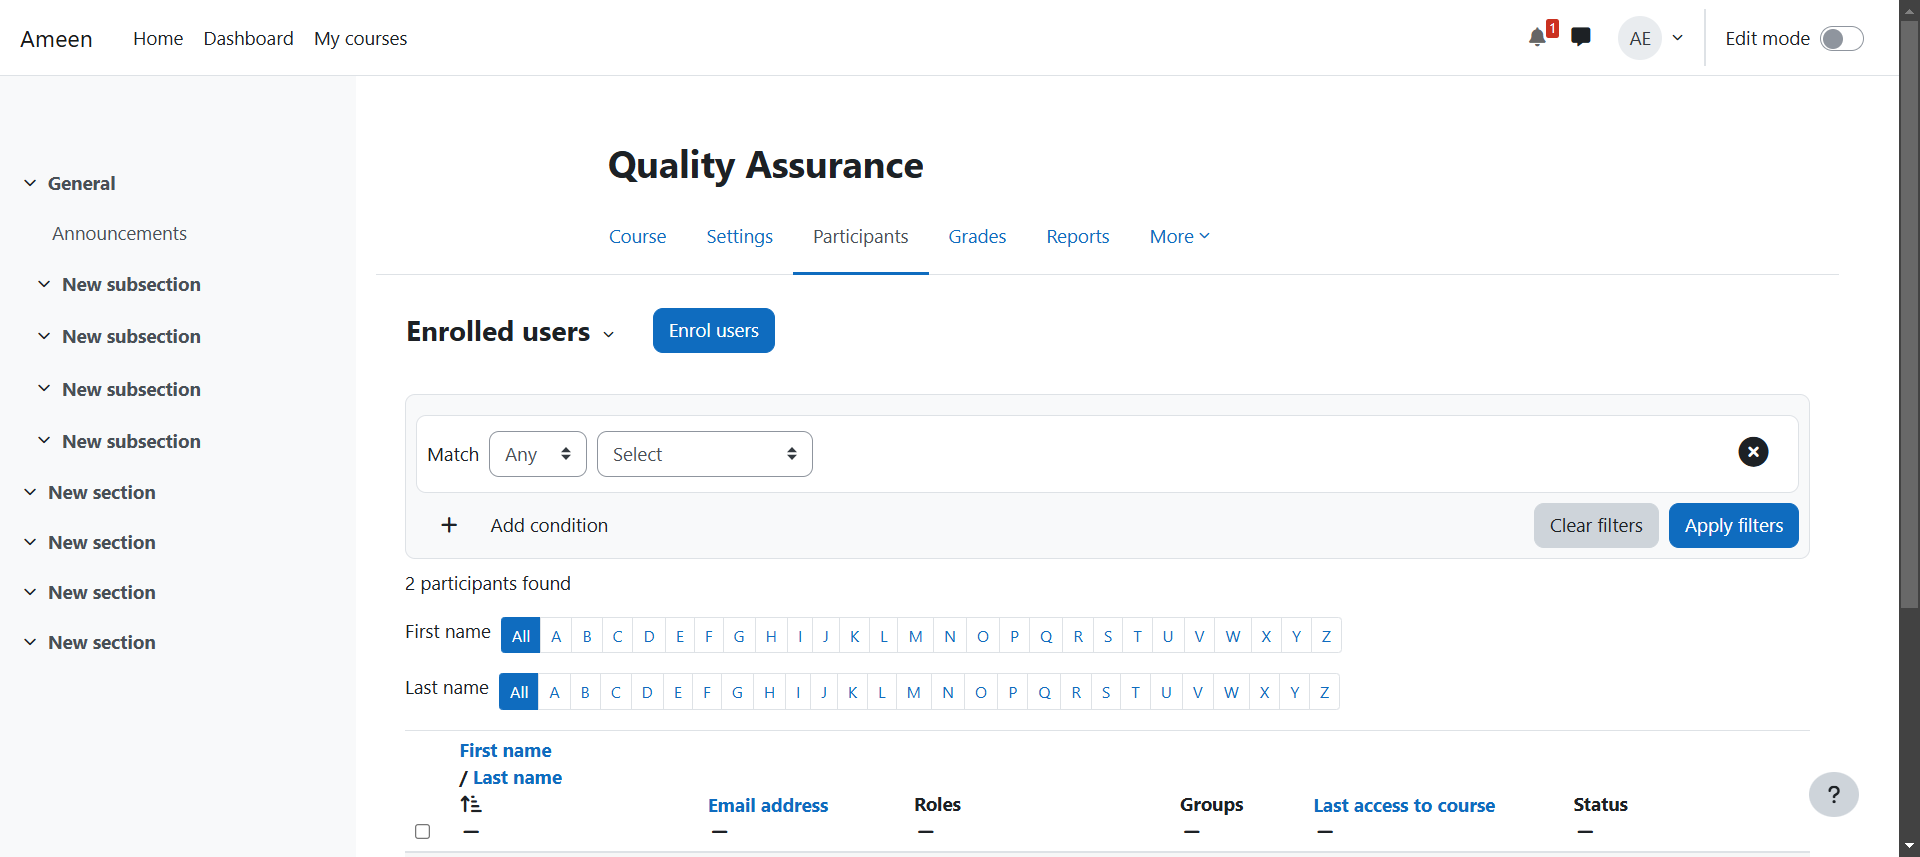 Ameen Home Dashboard My courses 1 AE Edit mode
General
Announcements
New subsection
New subsection
New subsection
New subsection
New section
New section
New section
New section
Quality Assurance
Course Settings Participants Grades Reports More
Enrolled users Enrol users
Match Any Select
+ Add condition Clear filters Apply filters
2 participants found
First name All A B C D E F G H I J K L M N O P Q R S T U V W X Y Z
Last name All A B C D E F G H I J K L M N O P Q R S T U V W X Y Z
First name
/ Last name
Email address Roles Groups Last access to course Status
?